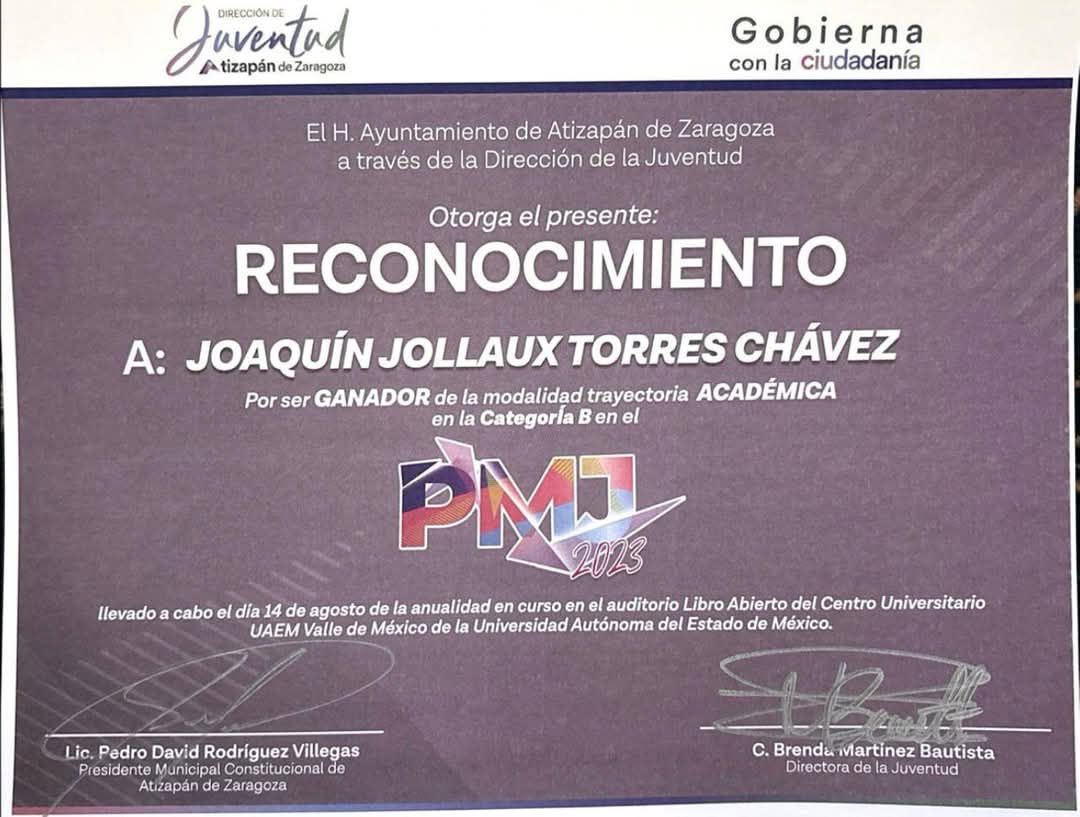 DIRECCIÓN DE
Juventud
Atizapán de Zaragoza
Gobierna
con la ciudadanía
El H. Ayuntamiento de Atizapán de Zaragoza
a través de la Dirección de la Juventud
Otorga el presente:
RECONOCIMIENTO
A: JOAQUÍN JOLLAUX TORRES CHÁVEZ
Por ser GANADOR de la modalidad trayectoria ACADÉMICA
en la Categoría B en el
PMJ
2023
llevado a cabo el día 14 de agosto de la anualidad en curso en el auditorio Libro Abierto del Centro Universitario
UAEM Valle de México de la Universidad Autónoma del Estado de México.
Lic. Pedro David Rodríguez Villegas
Presidente Municipal Constitucional de
Atizapán de Zaragoza
C. Brenda Martínez Bautista
Directora de la Juventud